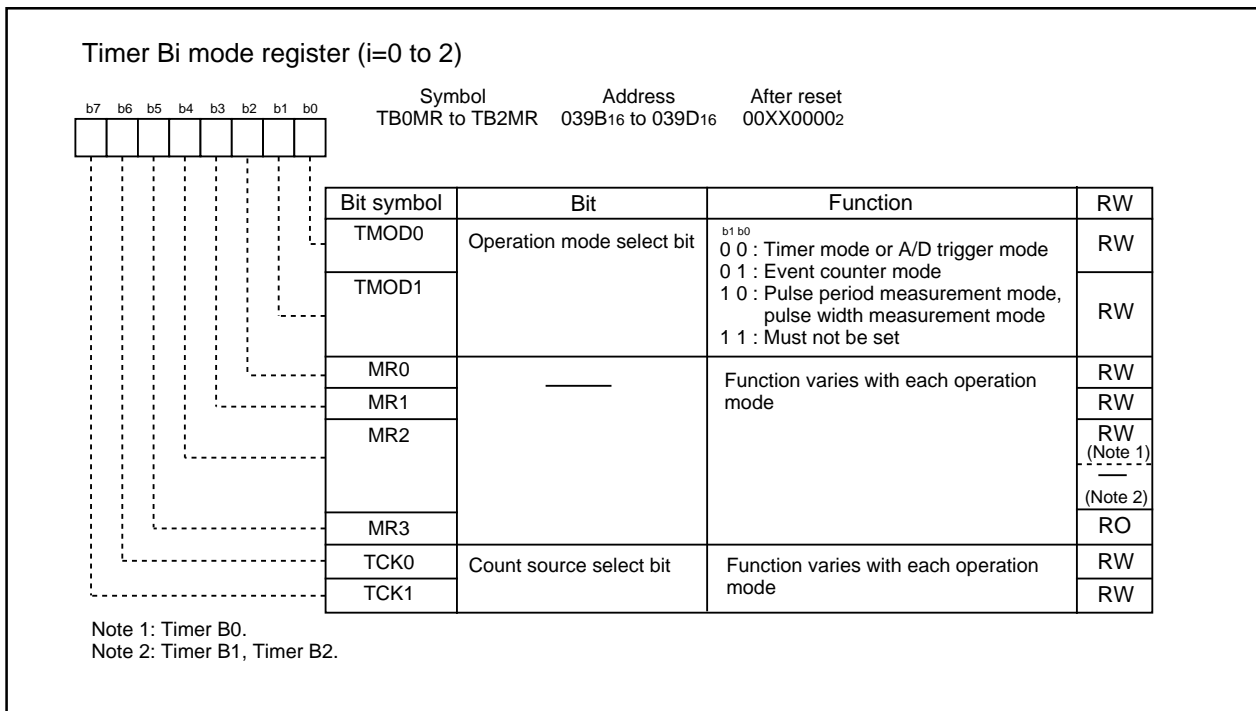 Timer Bi mode register (i=0 to 2)
Symbol Address After reset
TB0MR to TB2MR 039B16 to 039D16 00XX00002
b7 b6 b5 b4 b3 b2 b1 b0
Bit symbol Bit Function RW
TMOD0 Operation mode select bit b1 b0
0 0 : Timer mode or A/D trigger mode RW
0 1 : Event counter mode
TMOD1 1 0 : Pulse period measurement mode,
pulse width measurement mode RW
1 1 : Must not be set
MR0 Function varies with each operation RW
MR1 mode RW
MR2 RW
(Note 1)
(Note 2)
MR3 RO
TCK0 Count source select bit Function varies with each operation RW
TCK1 mode RW
Note 1: Timer B0.
Note 2: Timer B1, Timer B2.